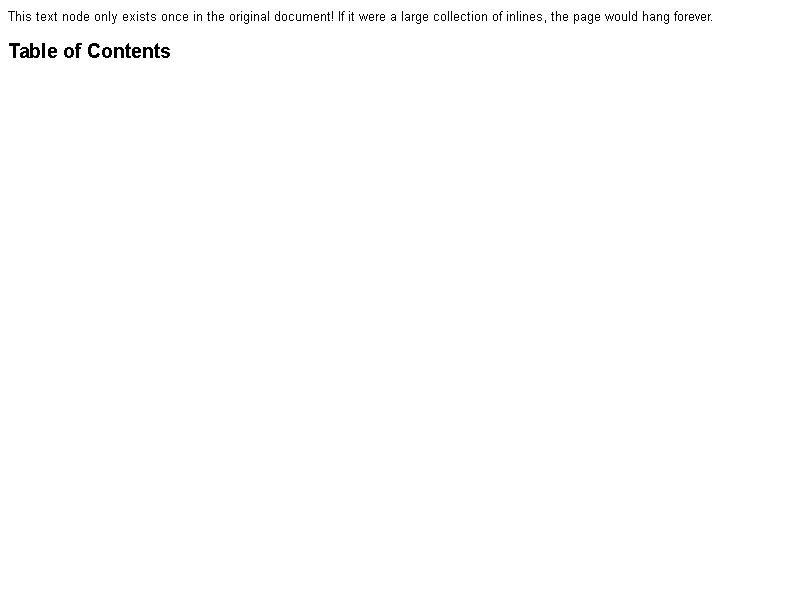 This text node only exists once in the original document! If it were a large collection of inlines, the page would hang forever.
Table of Contents